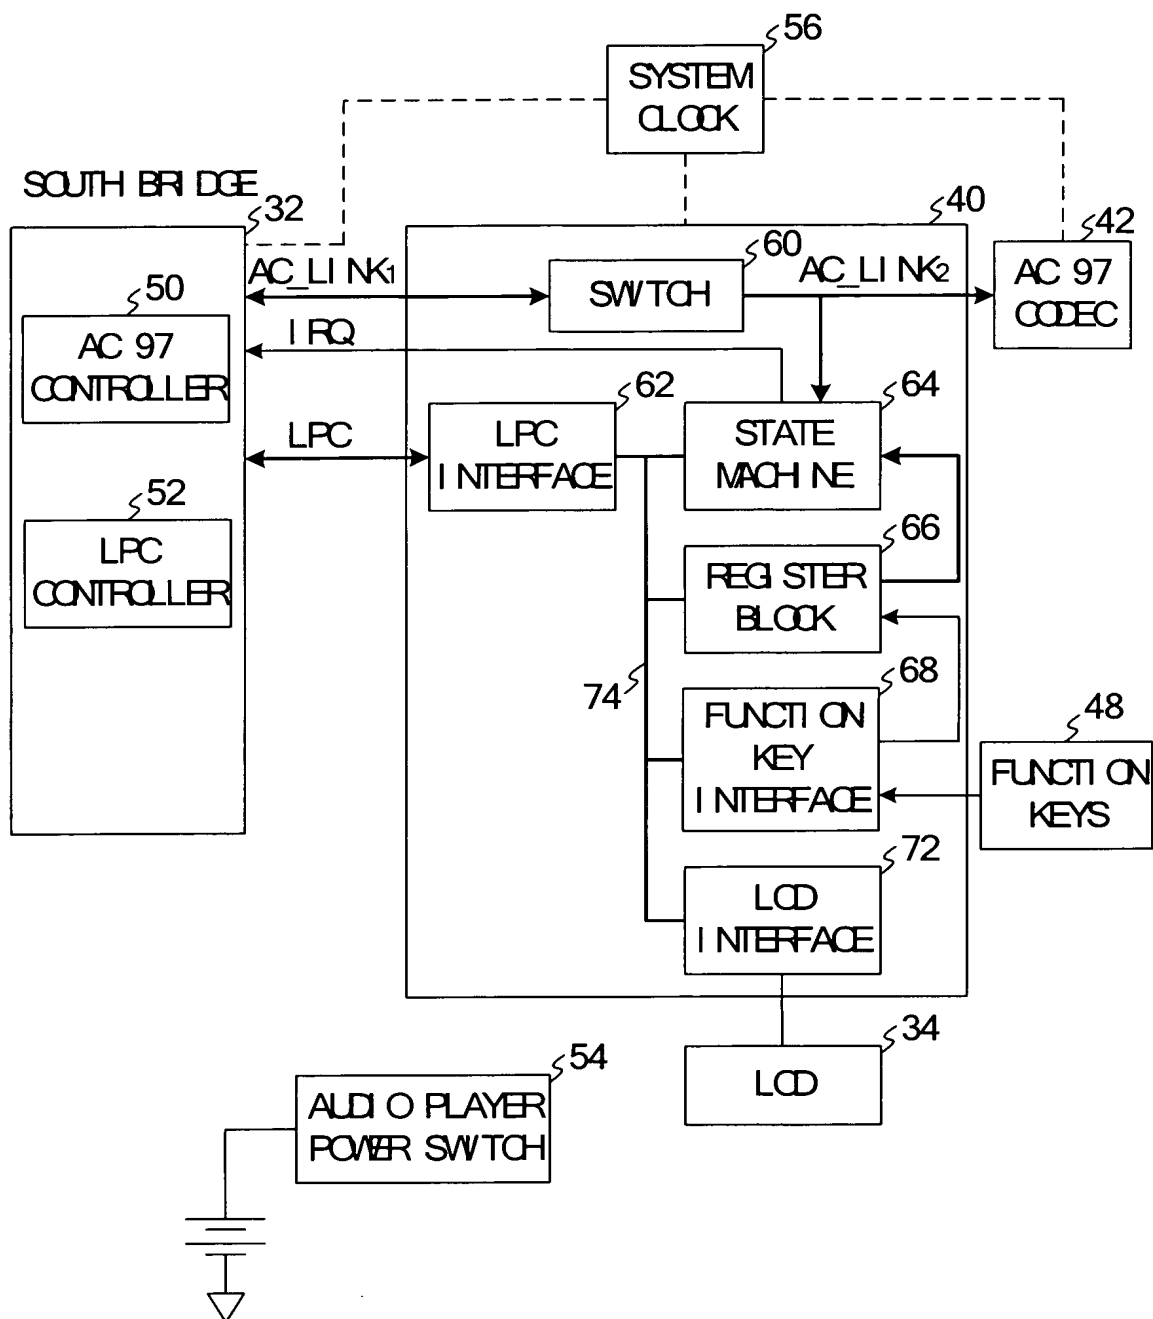 56
SYSTEM
CLOCK
SOUTH BRIDGE
32
40
42
60
AC_LINK1
SWITCH
AC_LINK2
AC 97
CODEC
50
AC 97
CONTROLLER
IRQ
62
64
LPC
LPC
INTERFACE
STATE
MACHINE
52
LPC
CONTROLLER
66
REGISTER
BLOCK
74
68
FUNCTION
KEY
INTERFACE
48
FUNCTION
KEYS
72
LCD
INTERFACE
34
LCD
54
AUDIO PLAYER
POWER SWITCH